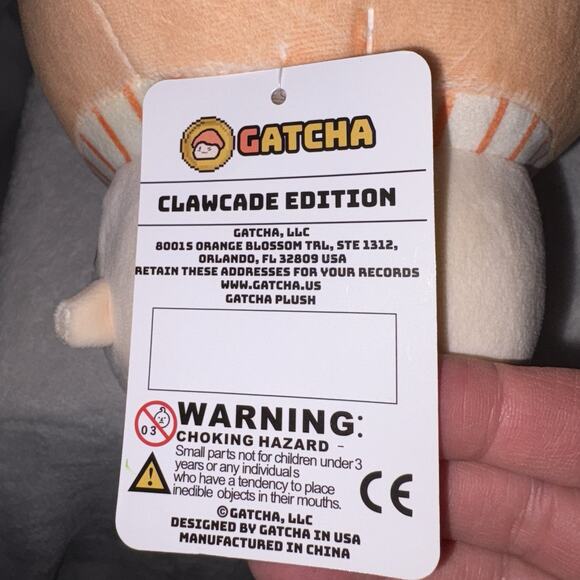 GATCHA
CLAWCADE EDITION
GATCHA, LLC
8001 S ORANGE BLOSSOM TRL, STE 1312,
ORLANDO, FL 32809 USA
RETAIN THESE ADDRESSES FOR YOUR RECORDS
WWW.GATCHA.US
GATCHA PLUSH
0 3
WARNING:
CHOKING HAZARD -
Small parts not for children under 3
years or any individuals
who have a tendency to place
inedible objects in their mouths.
CE
© GATCHA, LLC
DESIGNED BY GATCHA IN USA
MANUFACTURED IN CHINA